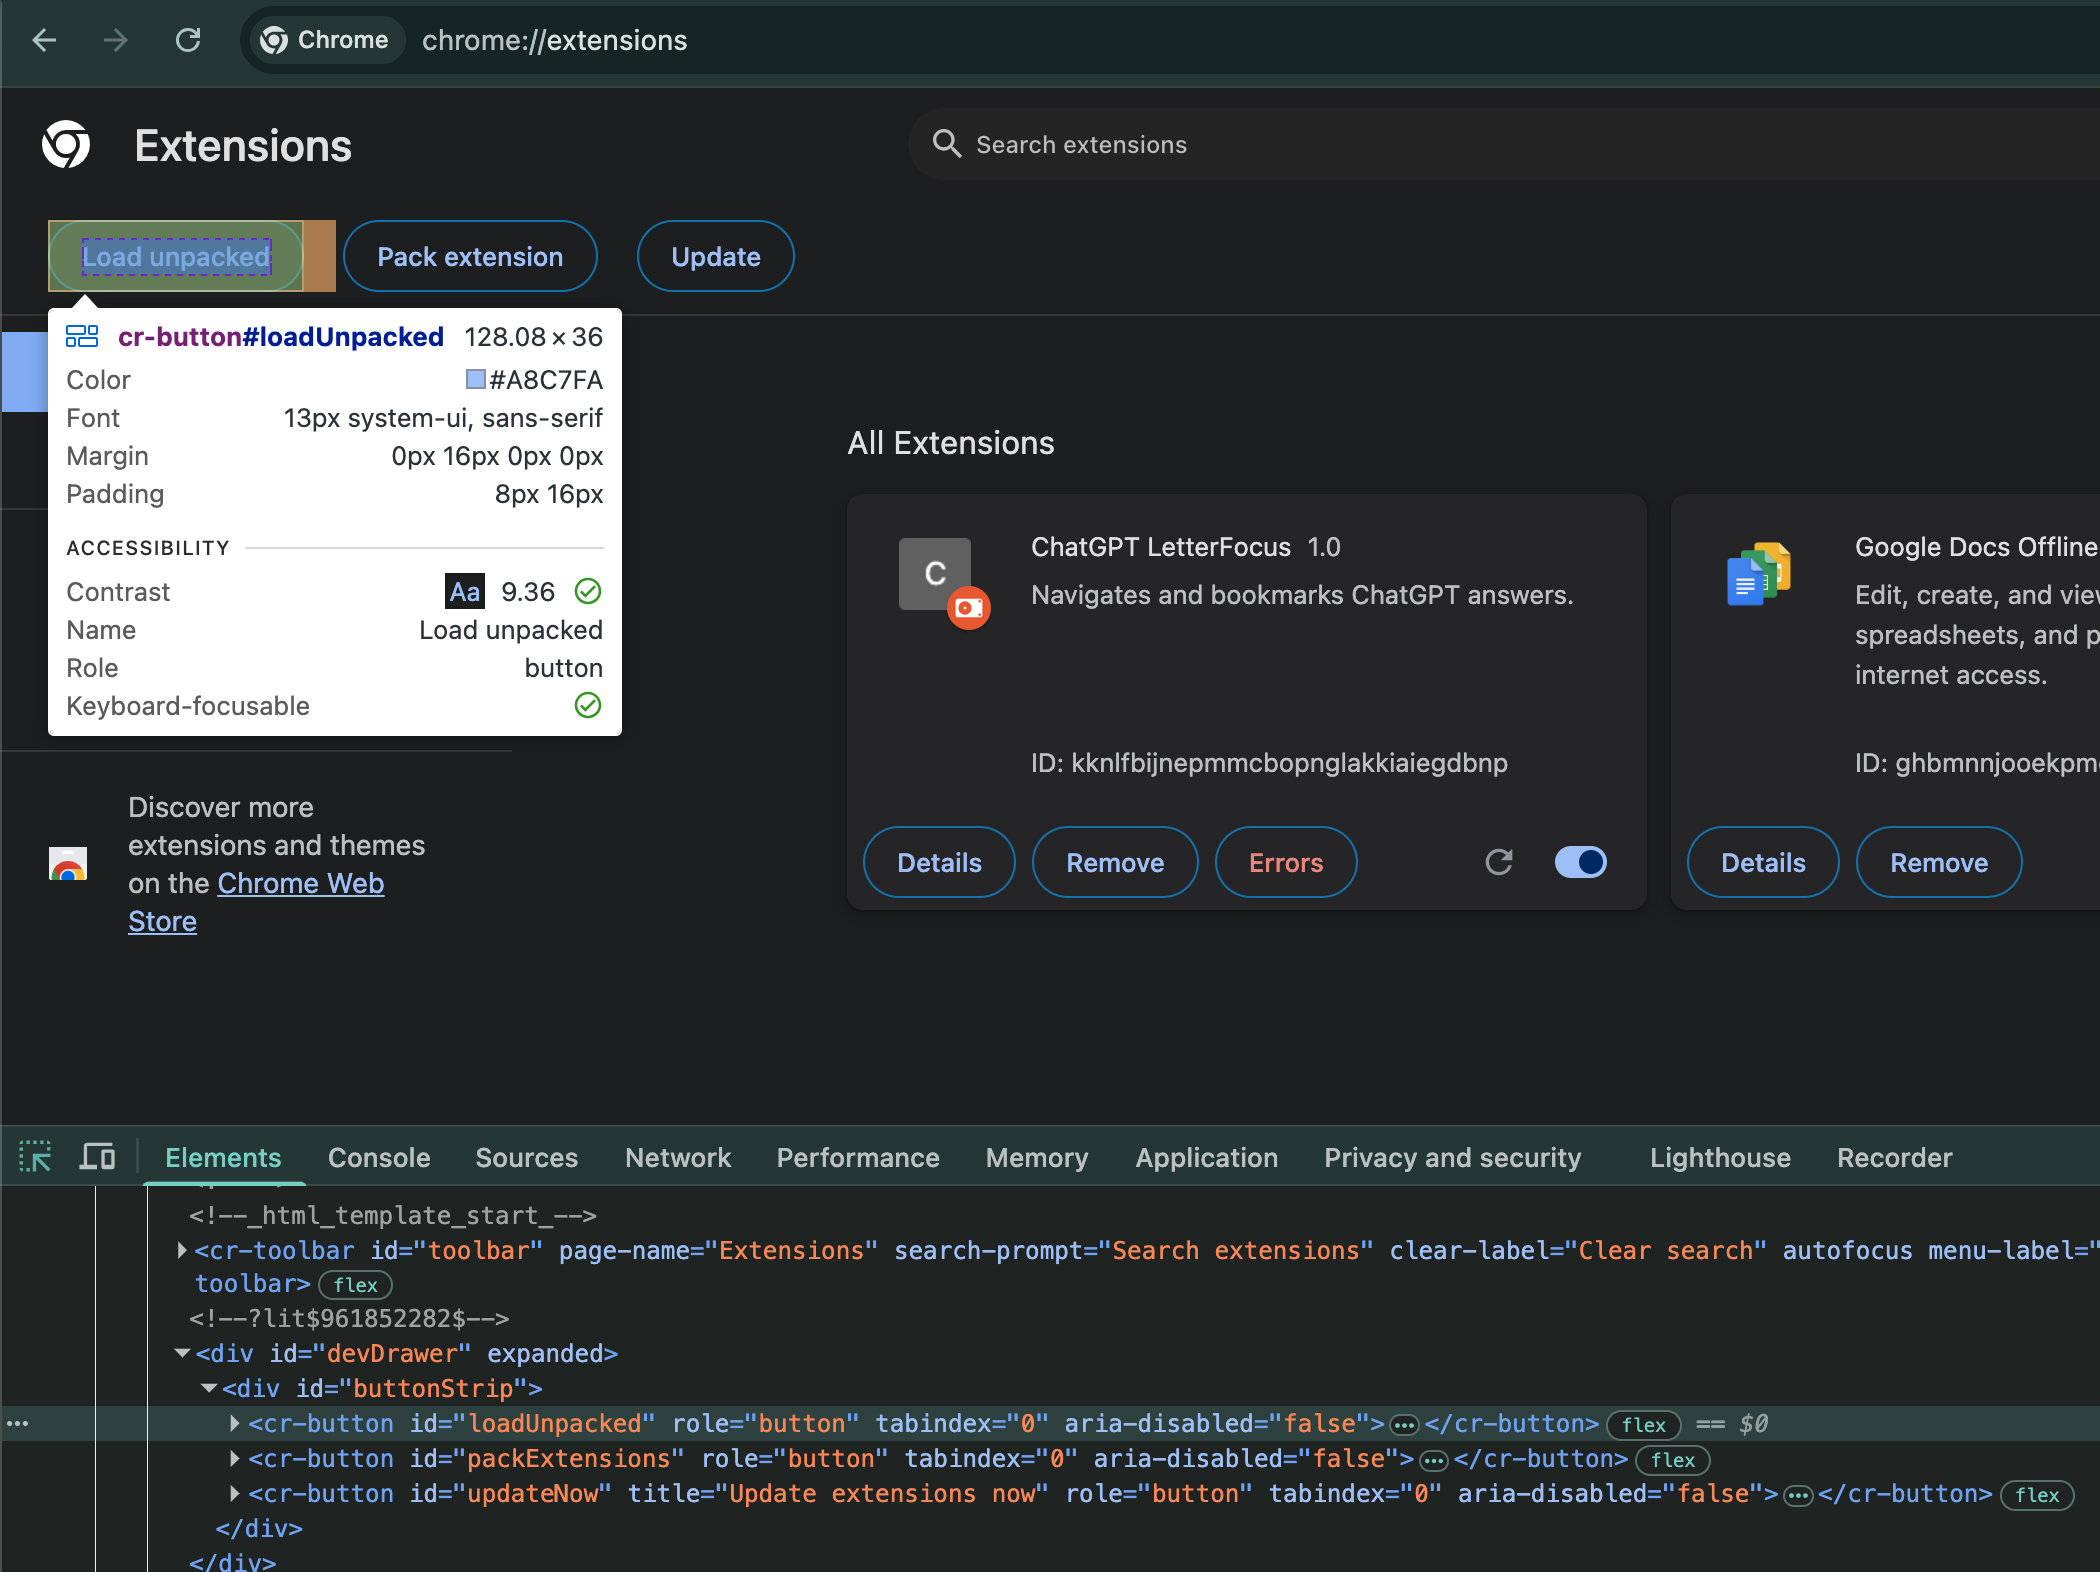 Chrome chrome://extensions
Extensions
Search extensions
Load unpacked
Pack extension
Update
cr-button#loadUnpacked 128.08 × 36
Color #A8C7FA
Font 13px system-ui, sans-serif
Margin 0px 16px 0px 0px
Padding 8px 16px
ACCESSIBILITY
Contrast Aa 9.36
Name Load unpacked
Role button
Keyboard-focusable
Discover more
extensions and themes
on the Chrome Web
Store
All Extensions
C
ChatGPT LetterFocus 1.0
Navigates and bookmarks ChatGPT answers.
ID: kknlfbijnepmmcbopnglakkiaiegdbnp
Details
Remove
Errors
Google Docs Offline
Edit, create, and view
spreadsheets, and p
internet access.
ID: ghbmnnjooekpm
Details
Remove
Elements Console Sources Network Performance Memory Application Privacy and security Lighthouse Recorder
<!--_html_template_start_-->
<cr-toolbar id="toolbar" page-name="Extensions" search-prompt="Search extensions" clear-label="Clear search" autofocus menu-label="
toolbar> flex
<!--?lit$961852282$-->
<div id="devDrawer" expanded>
<div id="buttonStrip">
<cr-button id="loadUnpacked" role="button" tabindex="0" aria-disabled="false">…</cr-button> flex == $0
<cr-button id="packExtensions" role="button" tabindex="0" aria-disabled="false">…</cr-button> flex
<cr-button id="updateNow" title="Update extensions now" role="button" tabindex="0" aria-disabled="false">…</cr-button> flex
</div>
</div>